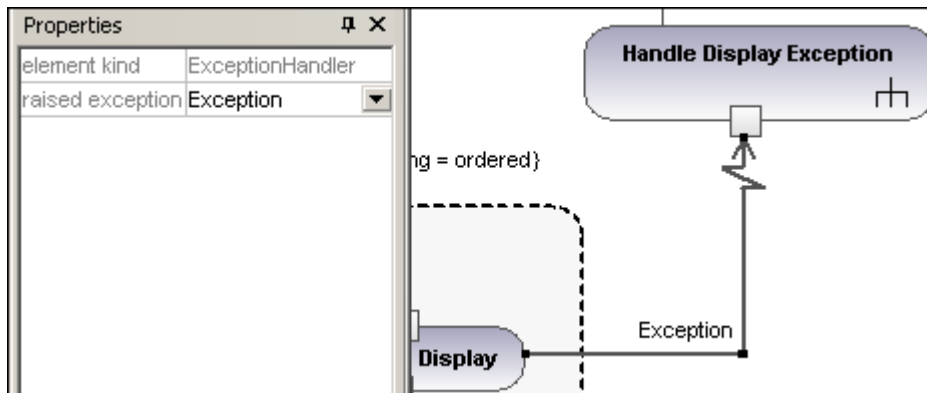 Properties
element kind ExceptionHandler
raised exception Exception
Handle Display Exception
ng = ordered}
Exception
Display